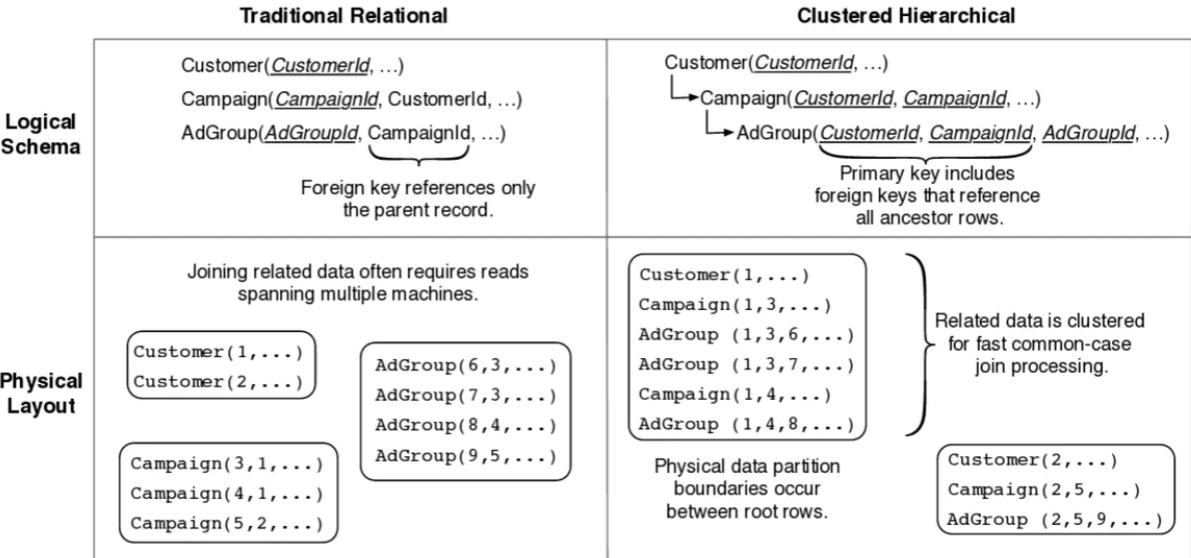 Traditional Relational
Clustered Hierarchical
Logical
Schema
Customer(CustomerId, ...)
Campaign(CampaignId, CustomerId, ...)
AdGroup(AdGroupId, CampaignId, ...)
Foreign key references only
the parent record.
Customer(CustomerId, ...)
Campaign(CustomerId, CampaignId, ...)
AdGroup(CustomerId, CampaignId, AdGroupId, ...)
Primary key includes
foreign keys that reference
all ancestor rows.
Physical
Layout
Joining related data often requires reads
spanning multiple machines.
Customer(1,...)
Customer(2,...)
AdGroup(6,3,...)
AdGroup(7,3,...)
AdGroup(8,4,...)
AdGroup(9,5,...)
Campaign(3,1,...)
Campaign(4,1,...)
Campaign(5,2,...)
Customer(1,...)
Campaign(1,3,...)
AdGroup (1,3,6,...)
AdGroup (1,3,7,...)
Campaign(1,4,...)
AdGroup (1,4,8,...)
Related data is clustered
for fast common-case
join processing.
Physical data partition
boundaries occur
between root rows.
Customer(2,...)
Campaign(2,5,...)
AdGroup (2,5,9,...)